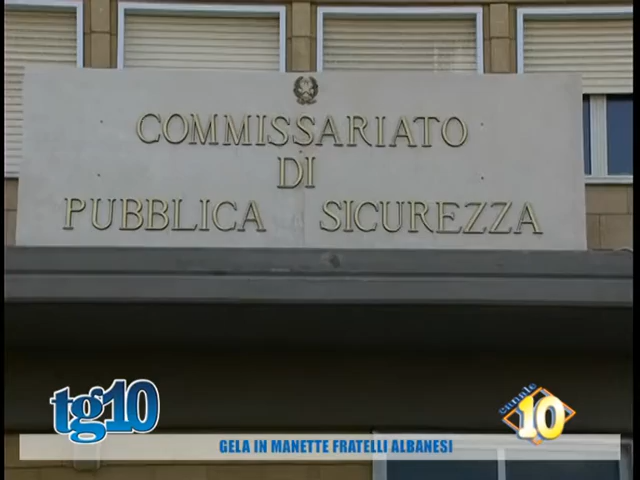 COMMISSARIATO
DI
PUBBLICA SICUREZZA
tg10
canale
10
GELA IN MANETTE FRATELLI ALBANESI